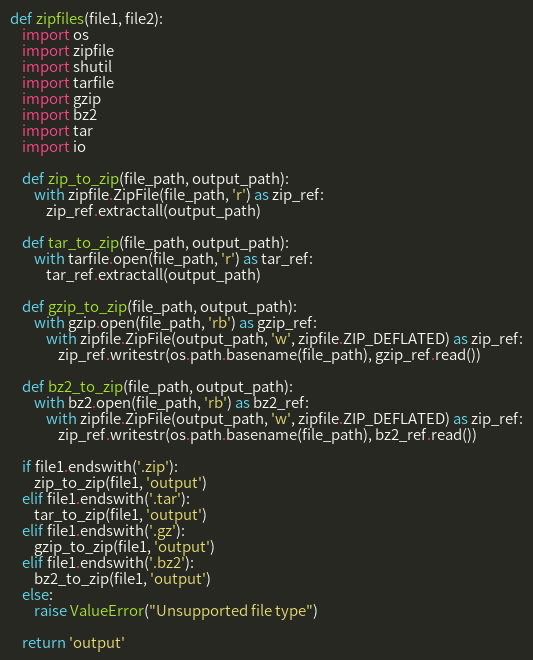 def zipfiles(file1, file2):
    import os
    import zipfile
    import shutil
    import tarfile
    import gzip
    import bz2
    import tar
    import io

    def zip_to_zip(file_path, output_path):
        with zipfile.ZipFile(file_path, 'r') as zip_ref:
            zip_ref.extractall(output_path)

    def tar_to_zip(file_path, output_path):
        with tarfile.open(file_path, 'r') as tar_ref:
            tar_ref.extractall(output_path)

    def gzip_to_zip(file_path, output_path):
        with gzip.open(file_path, 'rb') as gzip_ref:
            with zipfile.ZipFile(output_path, 'w', zipfile.ZIP_DEFLATED) as zip_ref:
                zip_ref.writestr(os.path.basename(file_path), gzip_ref.read())

    def bz2_to_zip(file_path, output_path):
        with bz2.open(file_path, 'rb') as bz2_ref:
            with zipfile.ZipFile(output_path, 'w', zipfile.ZIP_DEFLATED) as zip_ref:
                zip_ref.writestr(os.path.basename(file_path), bz2_ref.read())

    if file1.endswith('.zip'):
        zip_to_zip(file1, 'output')
    elif file1.endswith('.tar'):
        tar_to_zip(file1, 'output')
    elif file1.endswith('.gz'):
        gzip_to_zip(file1, 'output')
    elif file1.endswith('.bz2'):
        bz2_to_zip(file1, 'output')
    else:
        raise ValueError("Unsupported file type")

    return 'output'